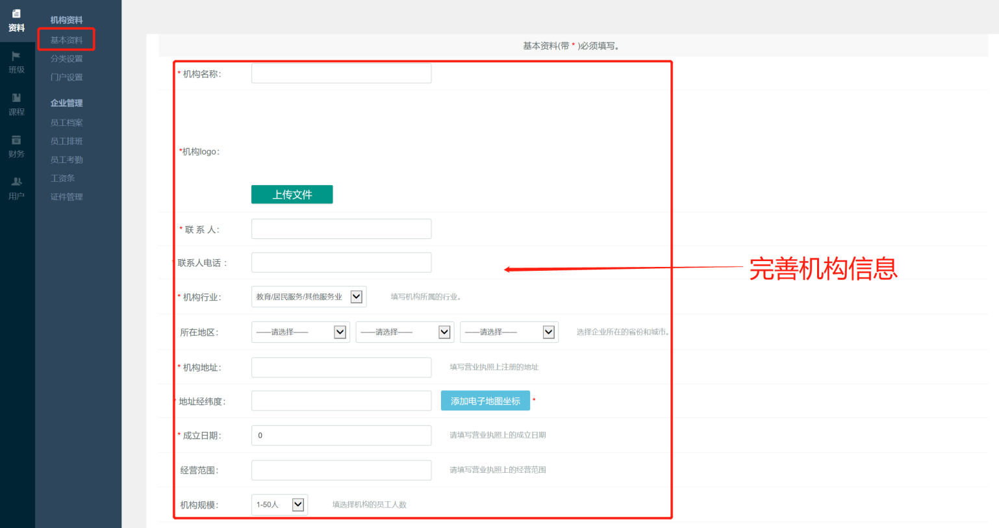 资料
班级
课程
财务
用户
机构资料
基本资料
分类设置
门户设置
企业管理
员工档案
员工排班
员工考勤
工资条
证件管理
基本资料(带 * )必须填写。
* 机构名称：
*机构logo：
上传文件
* 联 系 人：
* 联系人电话 ：
* 机构行业： 教育/居民服务/其他服务业 填写机构所属的行业。
所在地区： ——请选择—— ——请选择—— ——请选择—— 选择企业所在的省份和城市。
* 机构地址： 填写营业执照上注册的地址
* 地址经纬度： 添加电子地图坐标 *
* 成立日期： 0 请填写营业执照上的成立日期
经营范围： 请填写营业执照上的经营范围
机构规模： 1-50人 填选择机构的员工人数
完善机构信息